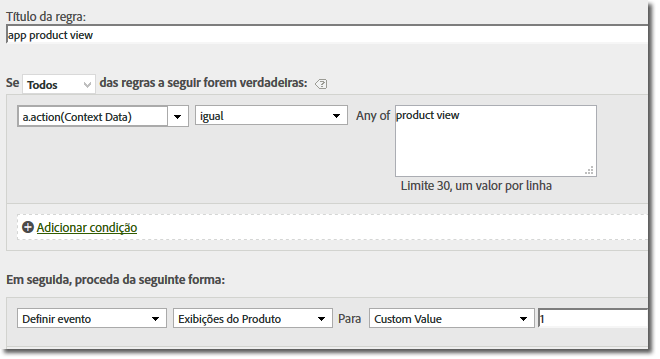 Título da regra:
app product view
Se Todos das regras a seguir forem verdadeiras: ?
a.action(Context Data) igual Any of product view
Limite 30, um valor por linha
Adicionar condição
Em seguida, proceda da seguinte forma:
Definir evento Exibições do Produto Para Custom Value 1